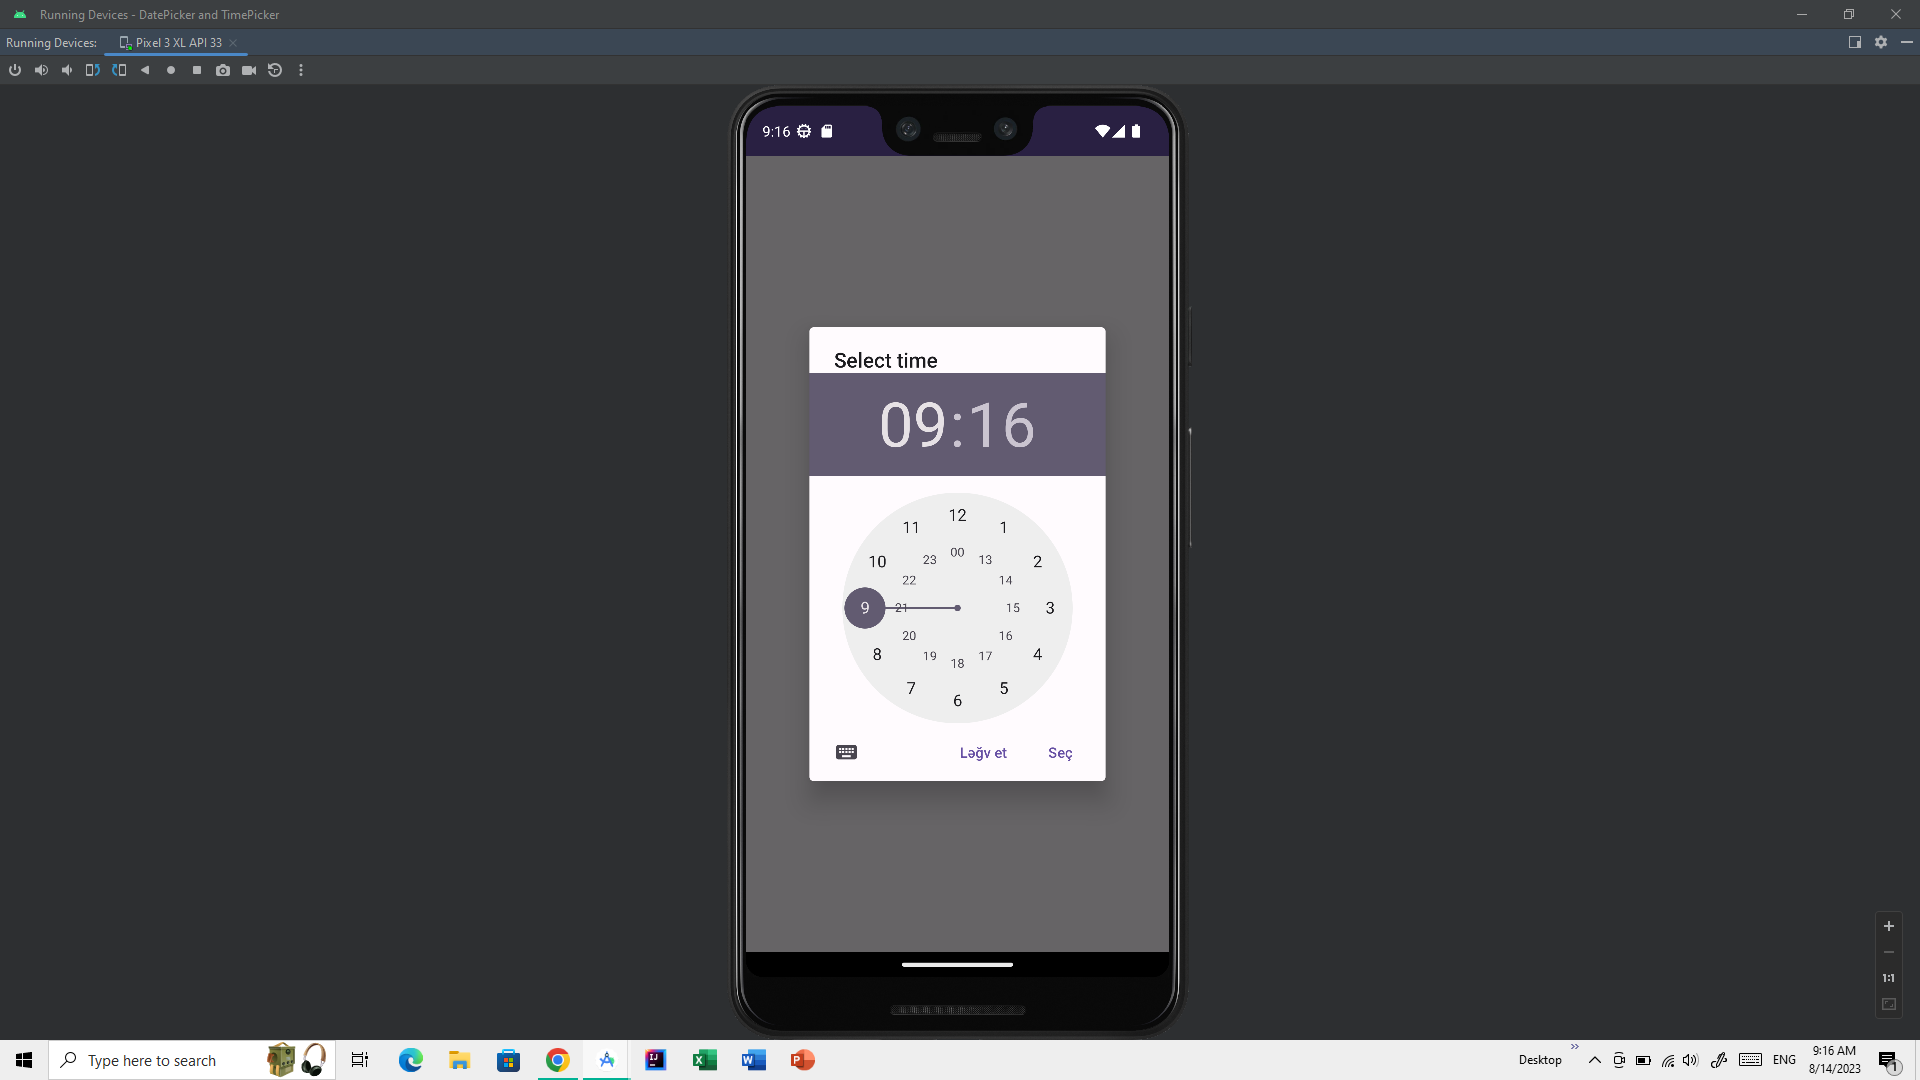 Running Devices - DatePicker and TimePicker
Running Devices:
Pixel 3 XL API 33
9:16
Select time
09:16
12
11
1
00
23
13
10
2
22
14
9
21
15
3
20
16
8
19
17
4
18
7
5
6
Ləğv et
Seç
1:1
Type here to search
Desktop
ENG
9:16 AM
8/14/2023
1